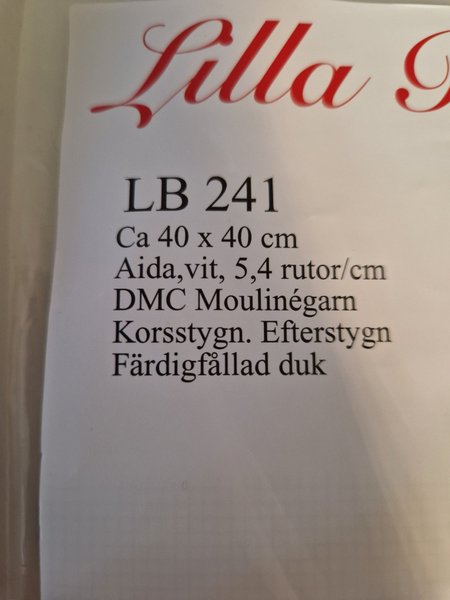 Lilla
LB 241
Ca 40 x 40 cm
Aida,vit, 5,4 rutor/cm
DMC Moulinégarn
Korsstygn. Efterstygn
Färdigfållad duk